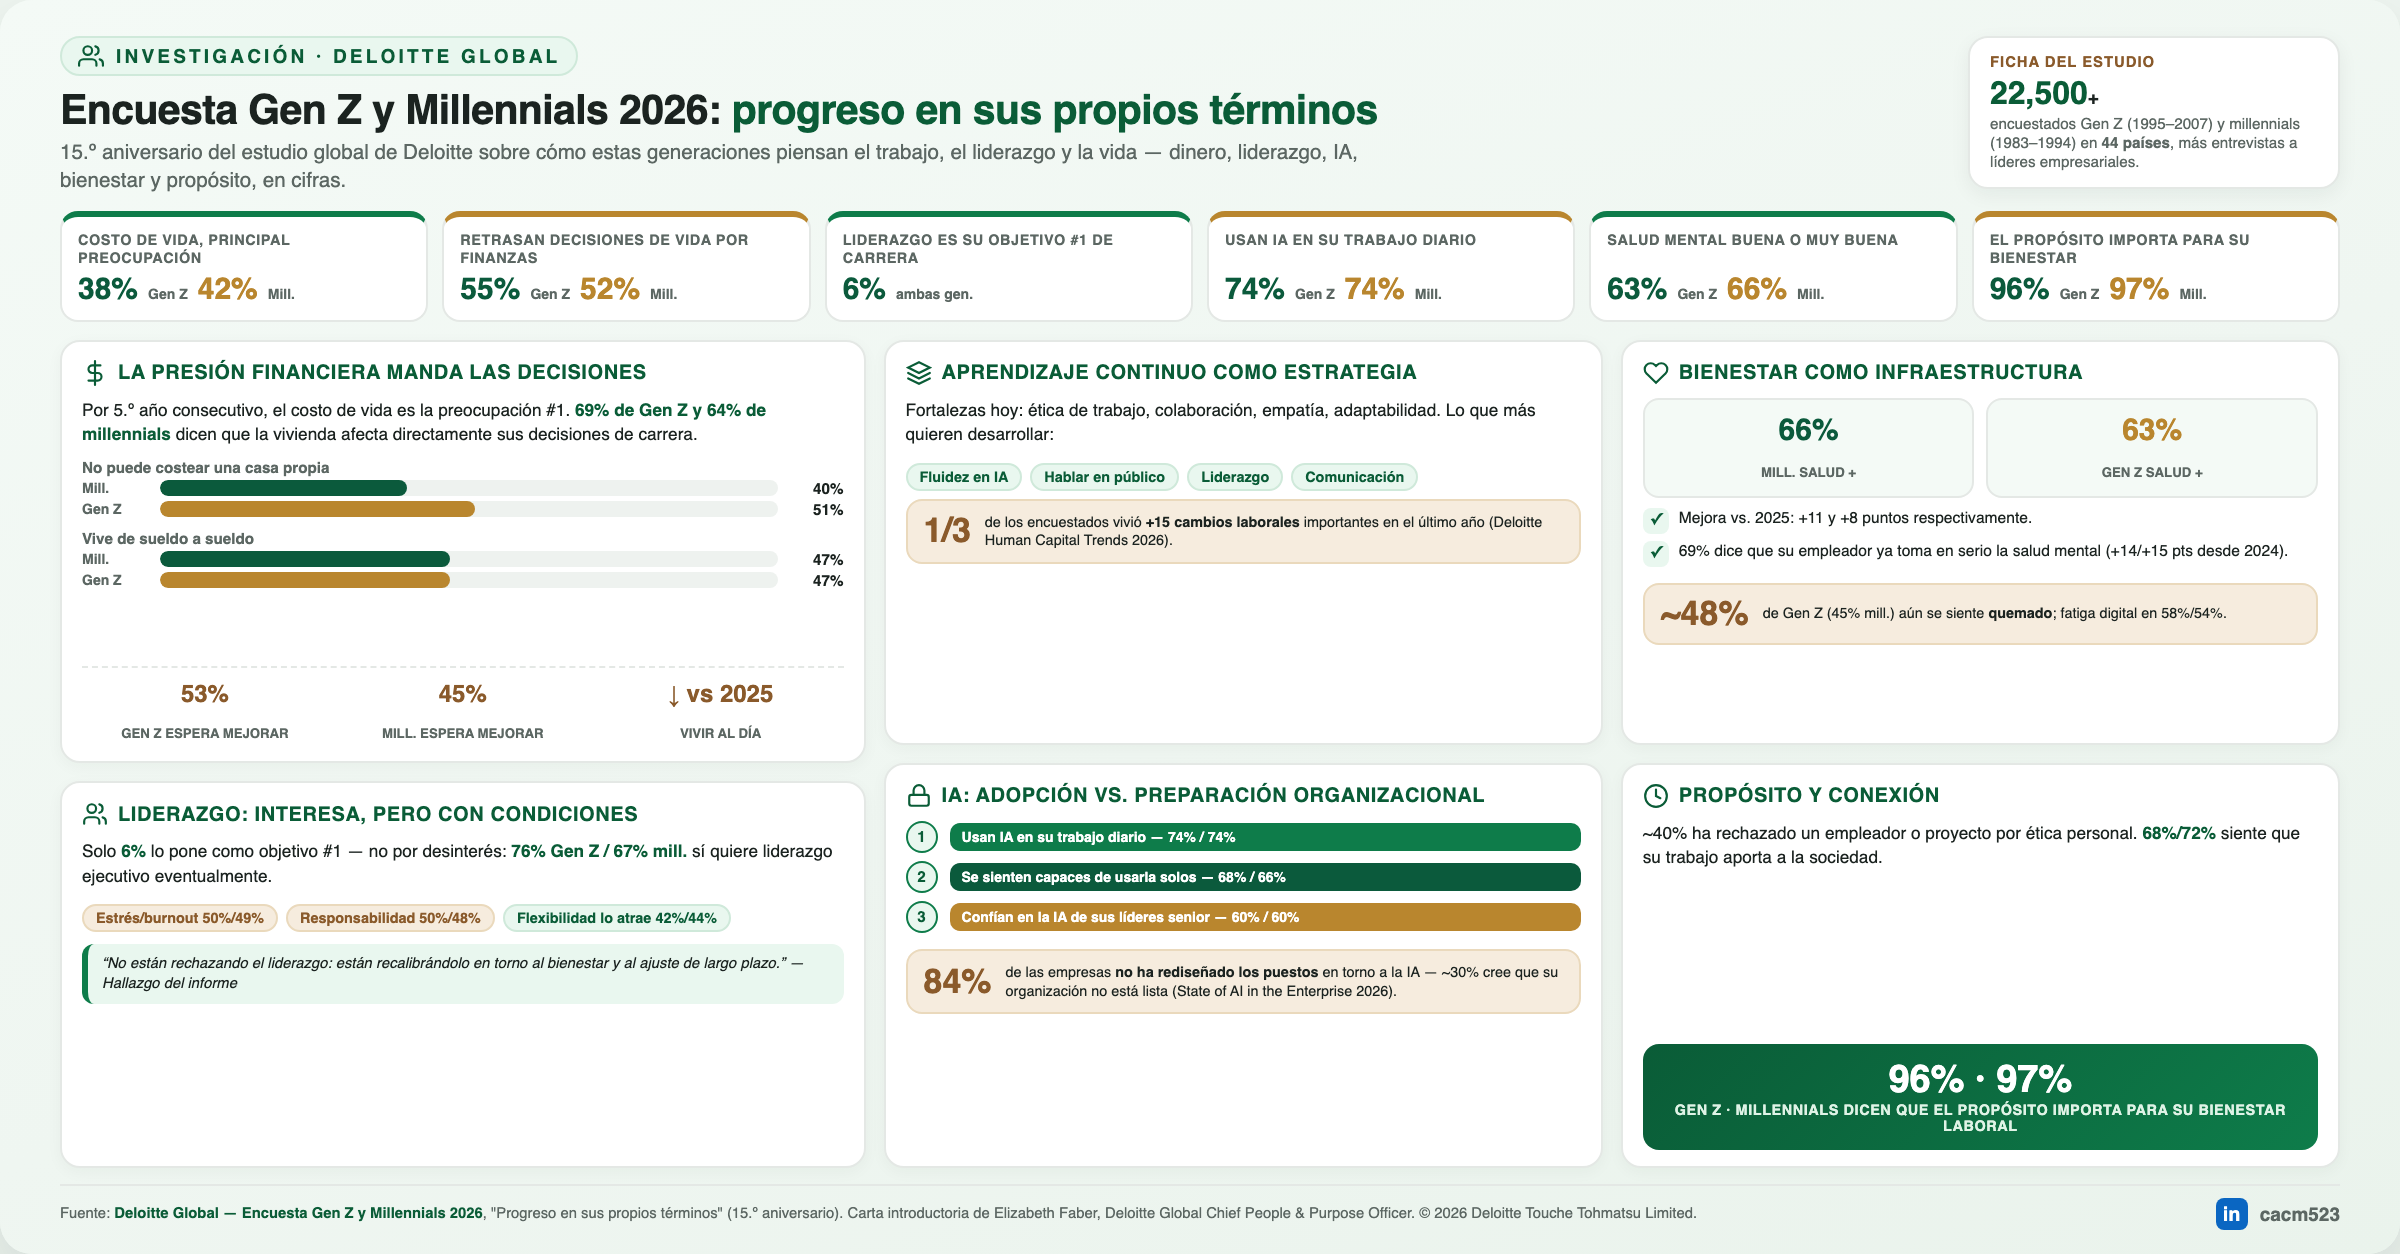 INVESTIGACIÓN · DELOITTE GLOBAL
Encuesta Gen Z y Millennials 2026: progreso en sus propios términos
15.º aniversario del estudio global de Deloitte sobre cómo estas generaciones piensan el trabajo, el liderazgo y la vida — dinero, liderazgo, IA,
bienestar y propósito, en cifras.
FICHA DEL ESTUDIO
22,500+
encuestados Gen Z (1995–2007) y millennials
(1983–1994) en 44 países, más entrevistas a
líderes empresariales.
COSTO DE VIDA, PRINCIPAL
PREOCUPACIÓN
38% Gen Z 42% Mill.
RETRASAN DECISIONES DE VIDA POR
FINANZAS
55% Gen Z 52% Mill.
LIDERAZGO ES SU OBJETIVO #1 DE
CARRERA
6% ambas gen.
USAN IA EN SU TRABAJO DIARIO
74% Gen Z 74% Mill.
SALUD MENTAL BUENA O MUY BUENA
63% Gen Z 66% Mill.
EL PROPÓSITO IMPORTA PARA SU
BIENESTAR
96% Gen Z 97% Mill.
LA PRESIÓN FINANCIERA MANDA LAS DECISIONES
Por 5.º año consecutivo, el costo de vida es la preocupación #1. 69% de Gen Z y 64% de
millennials dicen que la vivienda afecta directamente sus decisiones de carrera.
No puede costear una casa propia
Mill. 40%
Gen Z 51%
Vive de sueldo a sueldo
Mill. 47%
Gen Z 47%
53%
GEN Z ESPERA MEJORAR
45%
MILL. ESPERA MEJORAR
↓ vs 2025
VIVIR AL DÍA
LIDERAZGO: INTERESA, PERO CON CONDICIONES
Solo 6% lo pone como objetivo #1 — no por desinterés: 76% Gen Z / 67% mill. sí quiere liderazgo
ejecutivo eventualmente.
Estrés/burnout 50%/49%
Responsabilidad 50%/48%
Flexibilidad lo atrae 42%/44%
“No están rechazando el liderazgo: están recalibrándolo en torno al bienestar y al ajuste de largo plazo.” —
Hallazgo del informe
APRENDIZAJE CONTINUO COMO ESTRATEGIA
Fortalezas hoy: ética de trabajo, colaboración, empatía, adaptabilidad. Lo que más
quieren desarrollar:
Fluidez en IA
Hablar en público
Liderazgo
Comunicación
1/3
de los encuestados vivió +15 cambios laborales importantes en el último año (Deloitte
Human Capital Trends 2026).
IA: ADOPCIÓN VS. PREPARACIÓN ORGANIZACIONAL
1 Usan IA en su trabajo diario — 74% / 74%
2 Se sienten capaces de usarla solos — 68% / 66%
3 Confían en la IA de sus líderes senior — 60% / 60%
84%
de las empresas no ha rediseñado los puestos en torno a la IA — ~30% cree que su
organización no está lista (State of AI in the Enterprise 2026).
BIENESTAR COMO INFRAESTRUCTURA
66%
MILL. SALUD +
63%
GEN Z SALUD +
✓ Mejora vs. 2025: +11 y +8 puntos respectivamente.
✓ 69% dice que su empleador ya toma en serio la salud mental (+14/+15 pts desde 2024).
~48%
de Gen Z (45% mill.) aún se siente quemado; fatiga digital en 58%/54%.
PROPÓSITO Y CONEXIÓN
~40% ha rechazado un empleador o proyecto por ética personal. 68%/72% siente que
su trabajo aporta a la sociedad.
96% · 97%
GEN Z · MILLENNIALS DICEN QUE EL PROPÓSITO IMPORTA PARA SU BIENESTAR
LABORAL
Fuente: Deloitte Global — Encuesta Gen Z y Millennials 2026, "Progreso en sus propios términos" (15.º aniversario). Carta introductoria de Elizabeth Faber, Deloitte Global Chief People & Purpose Officer. © 2026 Deloitte Touche Tohmatsu Limited.
in cacm523